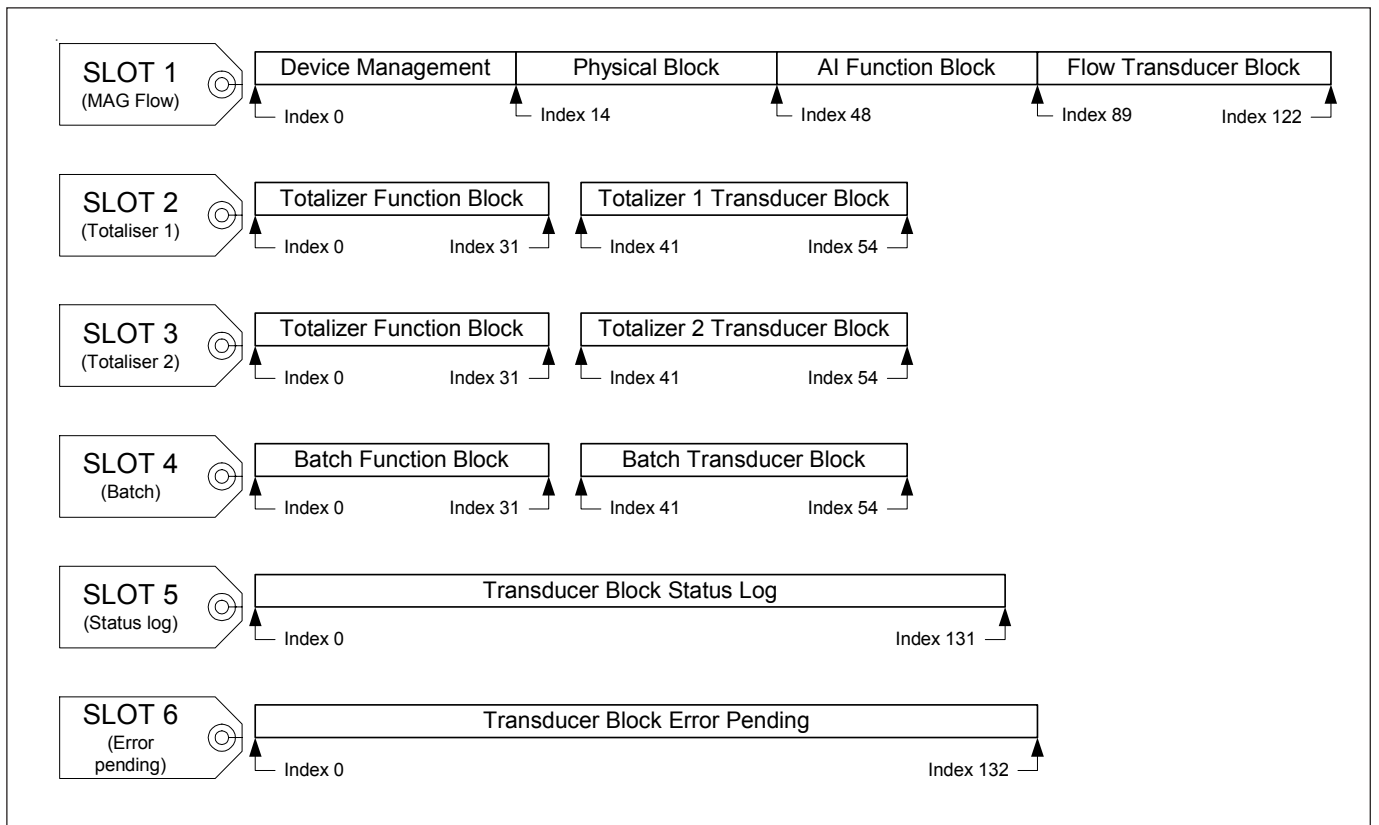 SLOT 1
(MAG Flow)
Device Management Physical Block AI Function Block Flow Transducer Block
Index 0 Index 14 Index 48 Index 89 Index 122
SLOT 2
(Totaliser 1)
Totalizer Function Block Totalizer 1 Transducer Block
Index 0 Index 31 Index 41 Index 54
SLOT 3
(Totaliser 2)
Totalizer Function Block Totalizer 2 Transducer Block
Index 0 Index 31 Index 41 Index 54
SLOT 4
(Batch)
Batch Function Block Batch Transducer Block
Index 0 Index 31 Index 41 Index 54
SLOT 5
(Status log)
Transducer Block Status Log
Index 0 Index 131
SLOT 6
(Error
pending)
Transducer Block Error Pending
Index 0 Index 132